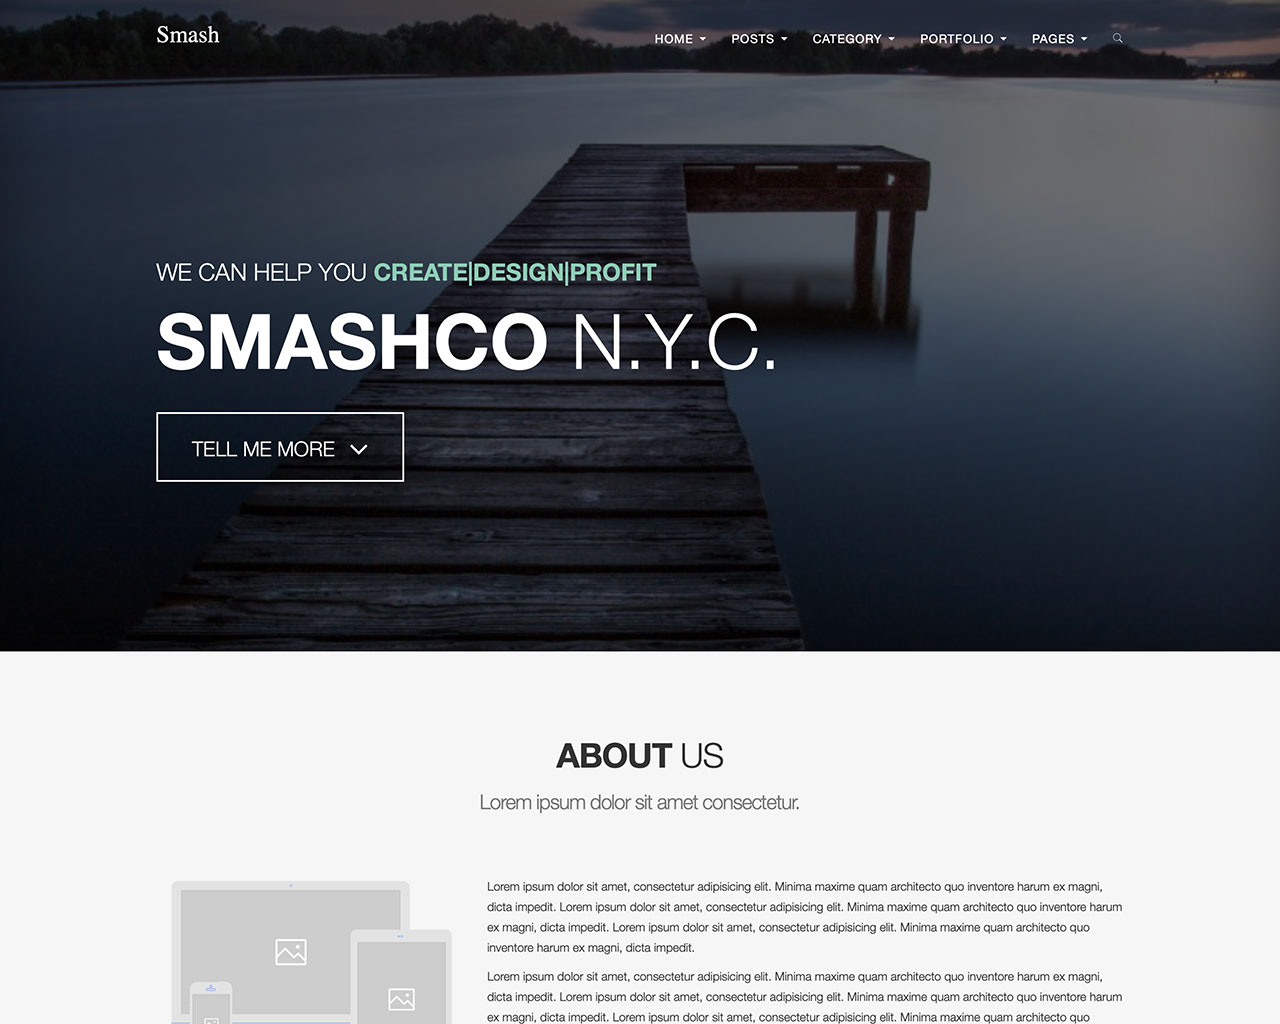 Smash
HOME POSTS CATEGORY PORTFOLIO PAGES
WE CAN HELP YOU CREATE|DESIGN|PROFIT
SMASHCO N.Y.C.
TELL ME MORE
ABOUT US
Lorem ipsum dolor sit amet consectetur.
Lorem ipsum dolor sit amet, consectetur adipisicing elit. Minima maxime quam architecto quo inventore harum ex magni,
dicta impedit. Lorem ipsum dolor sit amet, consectetur adipisicing elit. Minima maxime quam architecto quo inventore harum
ex magni, dicta impedit. Lorem ipsum dolor sit amet, consectetur adipisicing elit. Minima maxime quam architecto quo
inventore harum ex magni, dicta impedit.
Lorem ipsum dolor sit amet, consectetur adipisicing elit. Minima maxime quam architecto quo inventore harum ex magni,
dicta impedit. Lorem ipsum dolor sit amet, consectetur adipisicing elit. Minima maxime quam architecto quo inventore harum
ex magni, dicta impedit. Lorem ipsum dolor sit amet, consectetur adipisicing elit. Minima maxime quam architecto quo